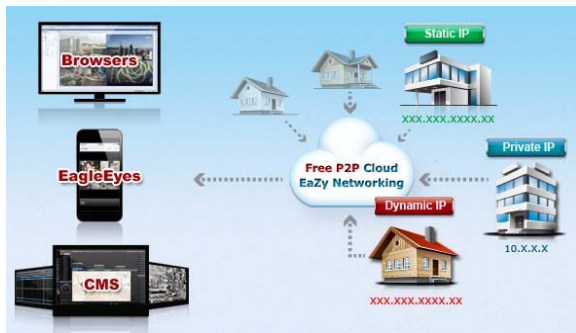 Browsers
EagleEyes
CMS
Free P2P Cloud
EaZy Networking
Static IP
XXX.XXX.XXXX.XX
Private IP
10.X.X.X
Dynamic IP
XXX.XXX.XXXX.XX